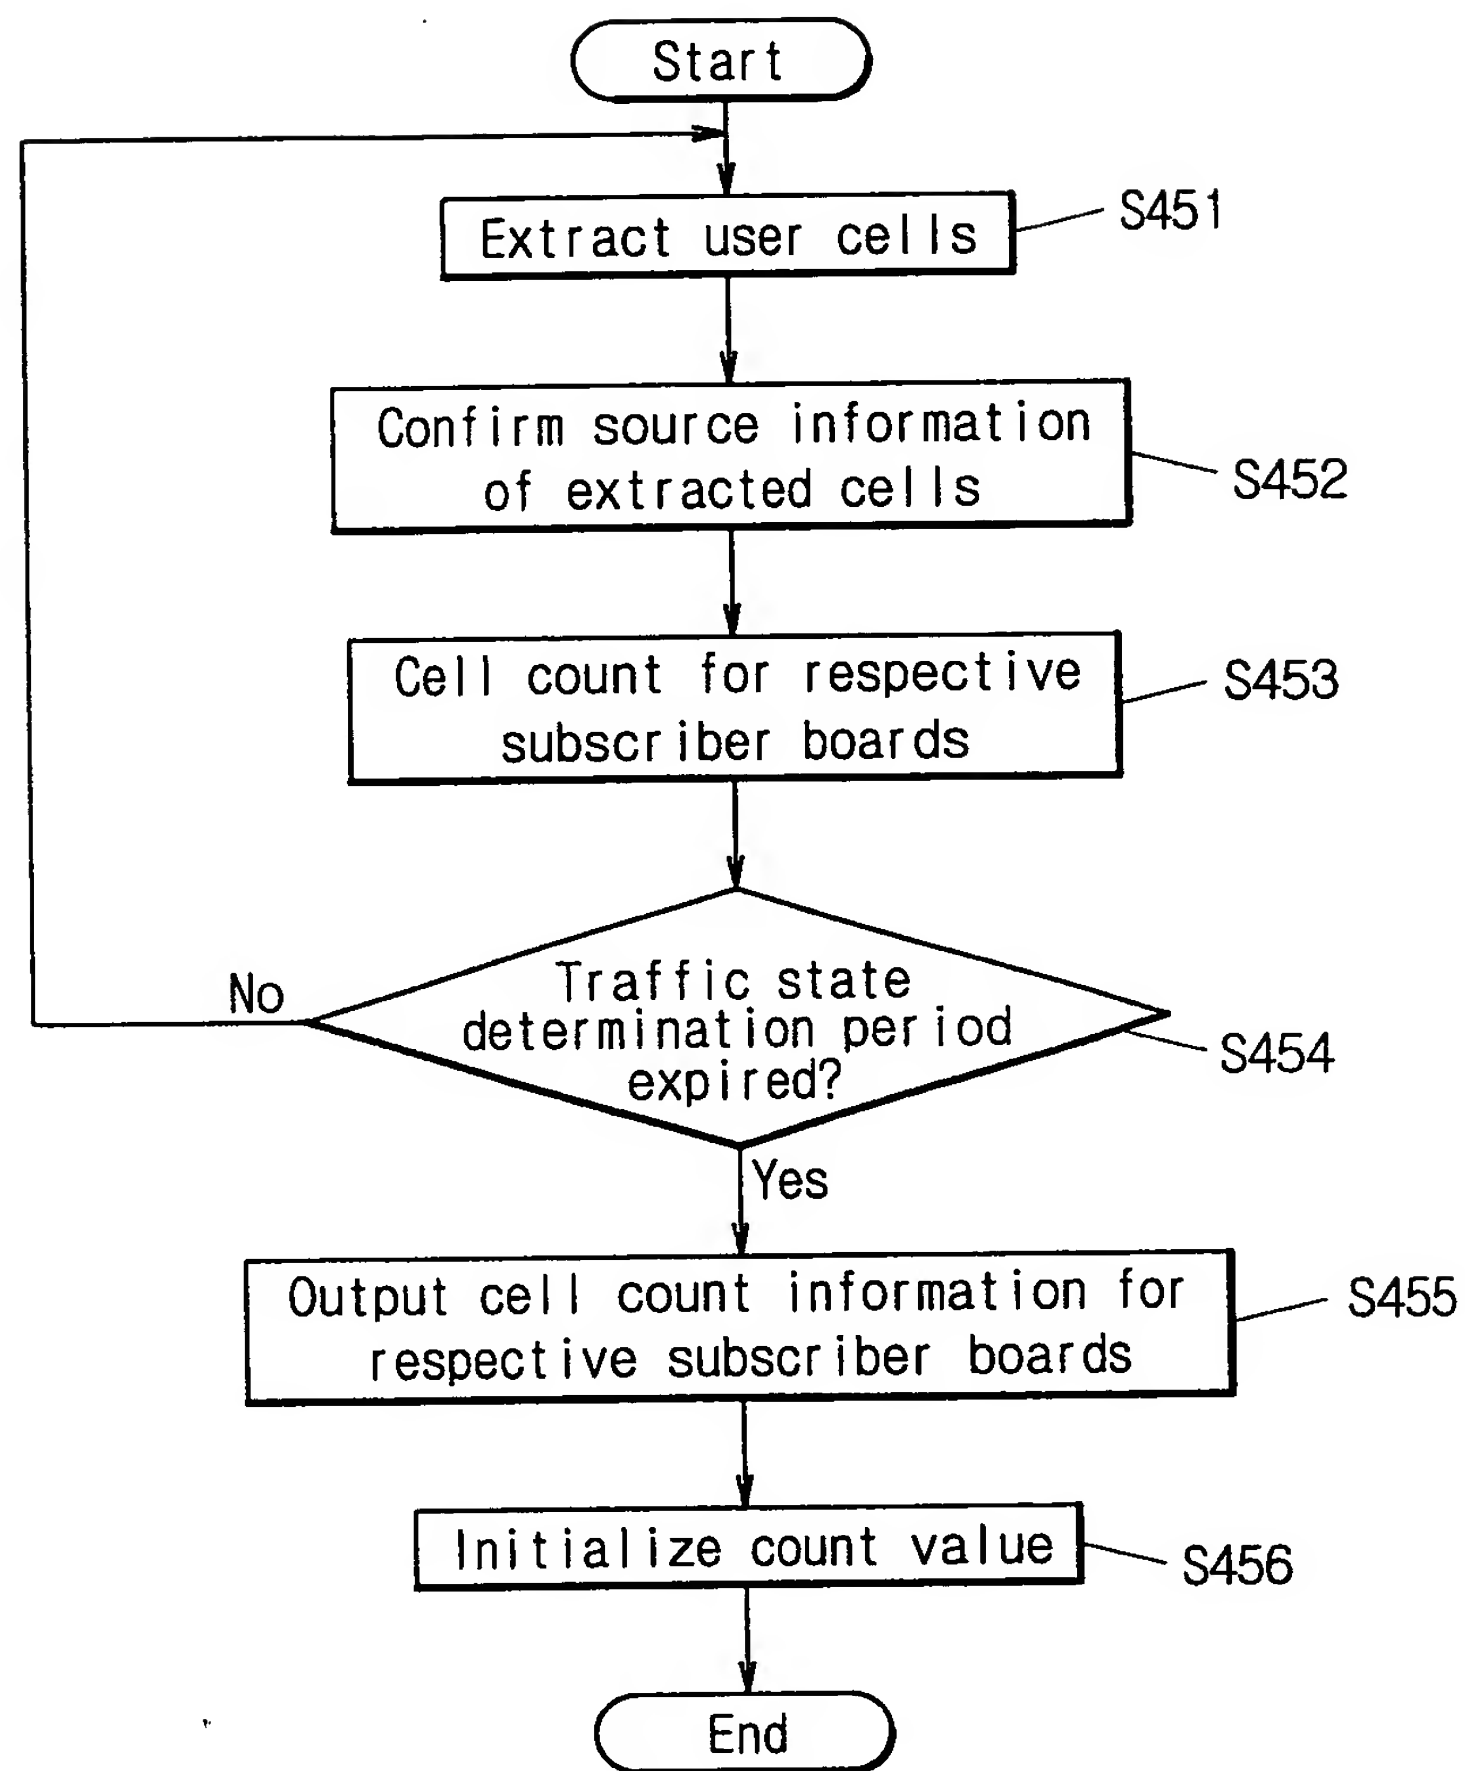 Start
Extract user cells
S451
Confirm source information
of extracted cells
S452
Cell count for respective
subscriber boards
S453
No
Traffic state
determination period
expired?
S454
Yes
Output cell count information for
respective subscriber boards
S455
Initialize count value
S456
End